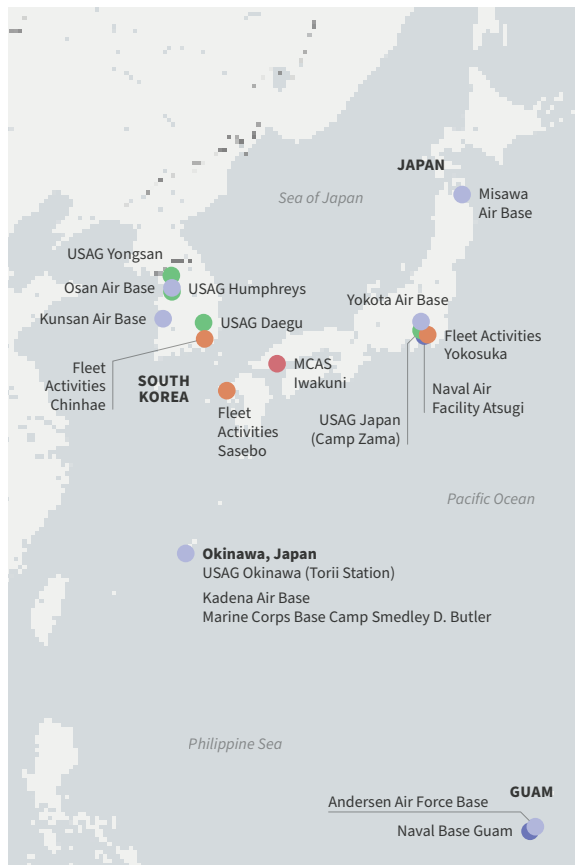 JAPAN
Sea of Japan
Misawa
Air Base
USAG Yongsan
Osan Air Base
USAG Humphreys
Yokota Air Base
Kunsan Air Base
USAG Daegu
Fleet Activities
Yokosuka
Fleet
Activities
Chinhae
MCAS
Iwakuni
SOUTH
KOREA
Naval Air
Facility Atsugi
Fleet
Activities
Sasebo
USAG Japan
(Camp Zama)
Pacific Ocean
Okinawa, Japan
USAG Okinawa (Torii Station)
Kadena Air Base
Marine Corps Base Camp Smedley D. Butler
Philippine Sea
GUAM
Andersen Air Force Base
Naval Base Guam